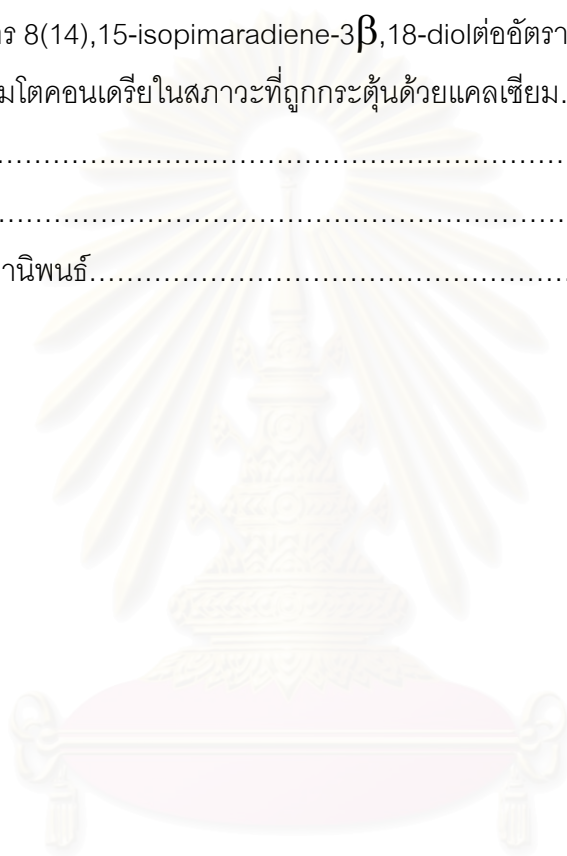 าร 8(14),15-isopimaradiene-3β,18-diolต่ออัตรา
มโตคอนเดรียในสภาวะที่ถูกกระตุ้นด้วยแคลเซียม.
................................................................
................................................................
านิพนธ์......................................................